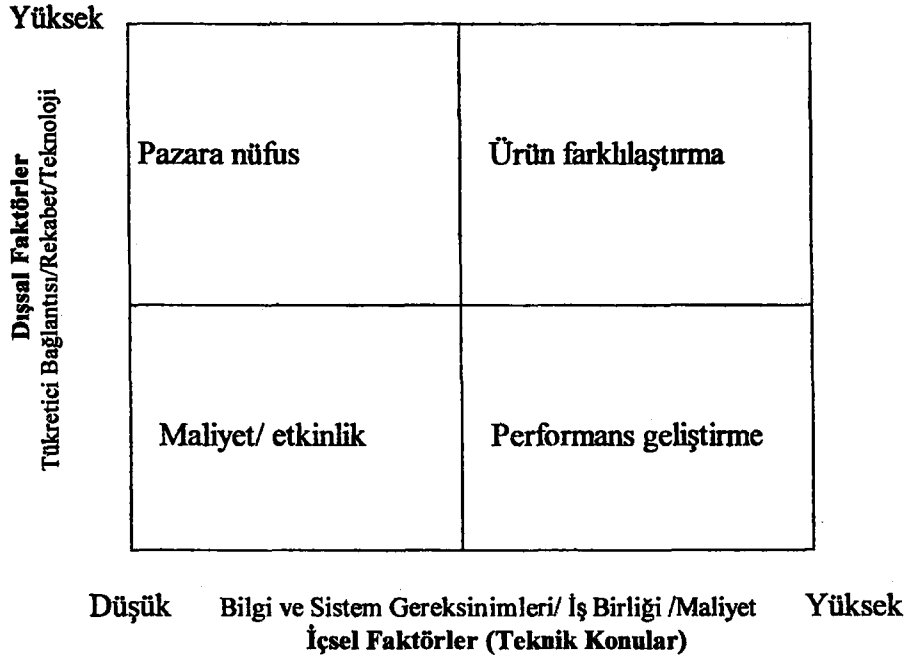 Yüksek
Dışsal Faktörler
Tükretici Bağlantısı/Rekabet/Teknoloji
Pazara nüfus
Ürün farklılaştırma
Maliyet/ etkinlik
Performans geliştirme
Düşük
Bilgi ve Sistem Gereksinimleri/ İş Birliği /Maliyet
Yüksek
İçsel Faktörler (Teknik Konular)